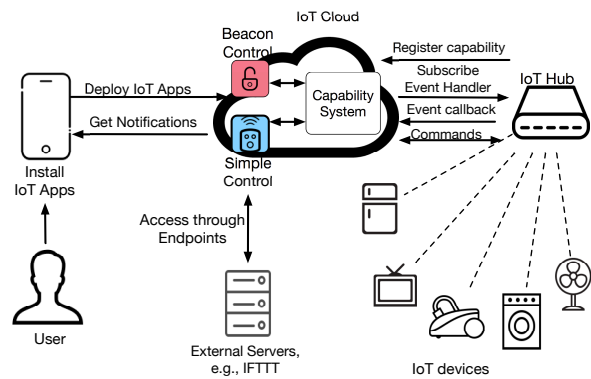 IoT Cloud
Beacon
Control
Register capability
Subscribe
Event Handler
IoT Hub
Deploy IoT Apps
Capability
System
Event callback
Get Notifications
Commands
Simple
Control
Install
IoT Apps
Access through
Endpoints
User
External Servers,
e.g., IFTTT
IoT devices